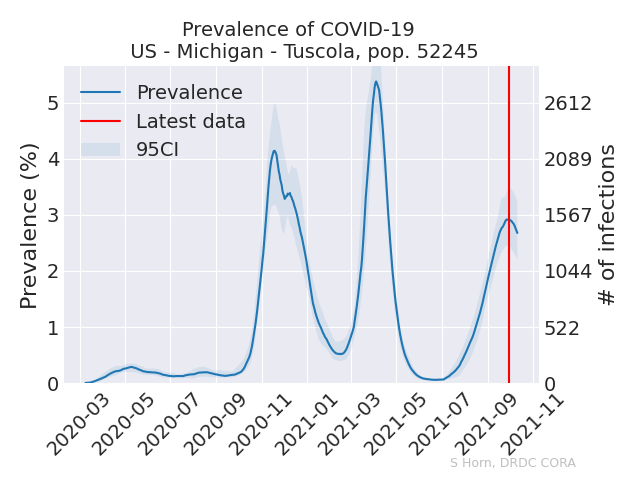 Prevalence of COVID-19
US - Michigan - Tuscola, pop. 52245
Prevalence
Latest data
95CI
Prevalence (%)
5
4
3
2
1
0
2612
2089
1567
1044
522
0
# of infections
2020-03
2020-05
2020-07
2020-09
2020-11
2021-01
2021-03
2021-05
2021-07
2021-09
2021-11
S Horn, DRDC CORA